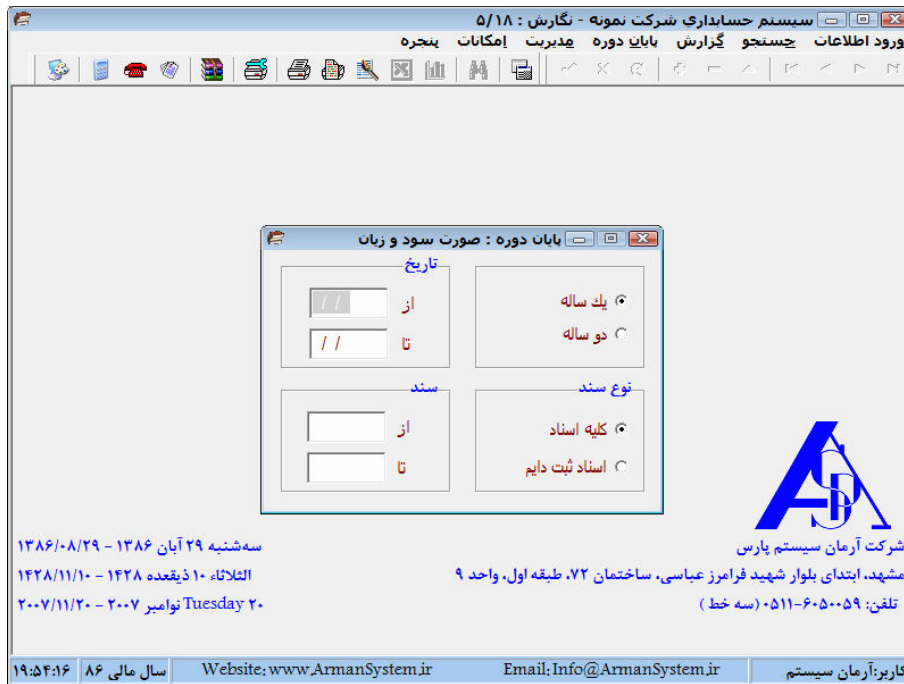 سیستم حسابداری شرکت نمونه - نگارش : ۵/۱۸
ورود اطلاعات جستجو گزارش پایان دوره مدیریت امکانات پنجره
پایان دوره : صورت سود و زیان
یك ساله
دو ساله
تاریخ
از / /
تا / /
نوع سند
کلیه اسناد
اسناد ثبت دایم
سند
از
تا
ASP
شرکت آرمان سیستم پارس
مشهد، ابتدای بلوار شهید فرامرز عباسی، ساختمان ۷۲، طبقه اول، واحد ۹
تلفن: ۶۰۵۰۰۵۹-۰۵۱۱ (سه خط )
سه‌شنبه ۲۹ آبان ۱۳۸۶ - ۱۳۸۶/۰۸/۲۹
الثلاثاء ۱۰ ذیقعده ۱۴۲۸ - ۱۴۲۸/۱۱/۱۰
۲۰ Tuesday نوامبر ۲۰۰۷ - ۲۰۰۷/۱۱/۲۰
کاربر:آرمان سیستم Email:Info@ArmanSystem.ir Website:www.ArmanSystem.ir سال مالی ۸۶ ۱۹:۵۴:۱۶